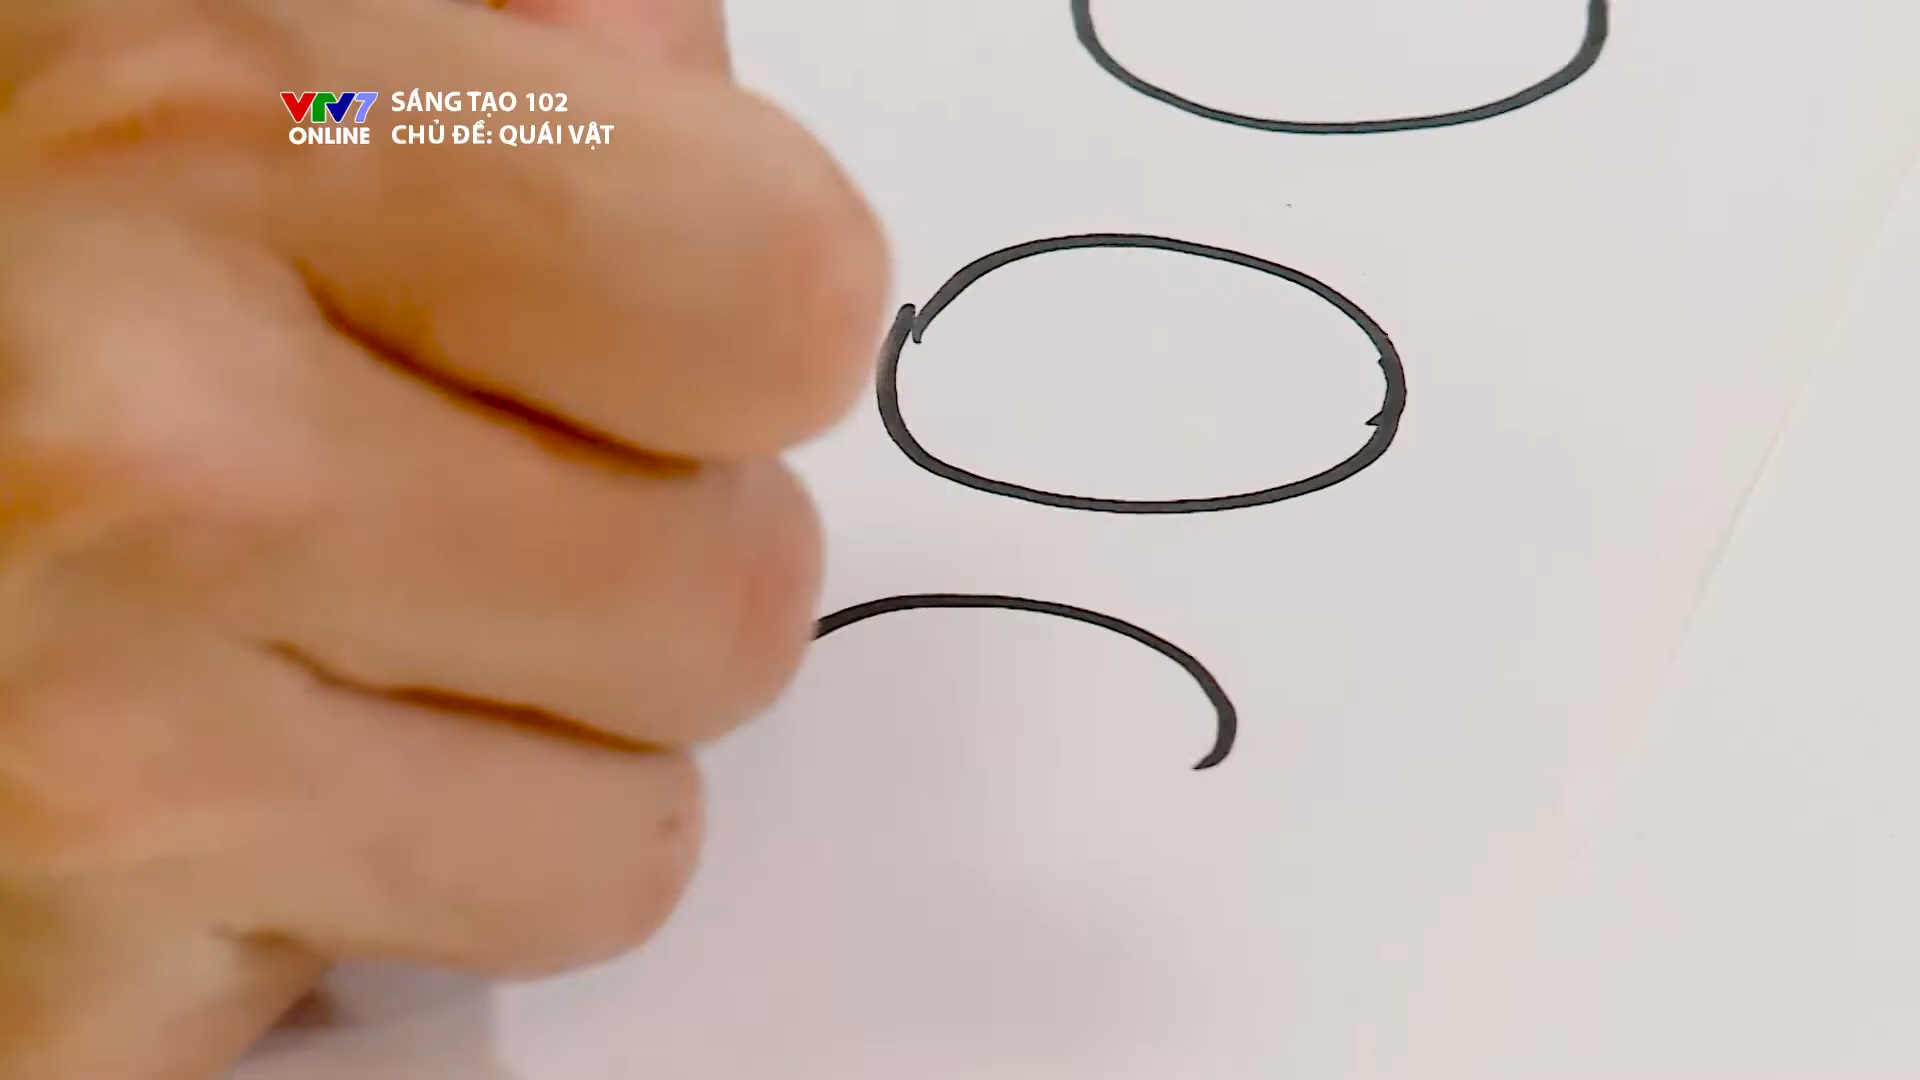 VTV7 SÁNG TẠO 102
ONLINE CHỦ ĐỀ: QUÁI VẬT